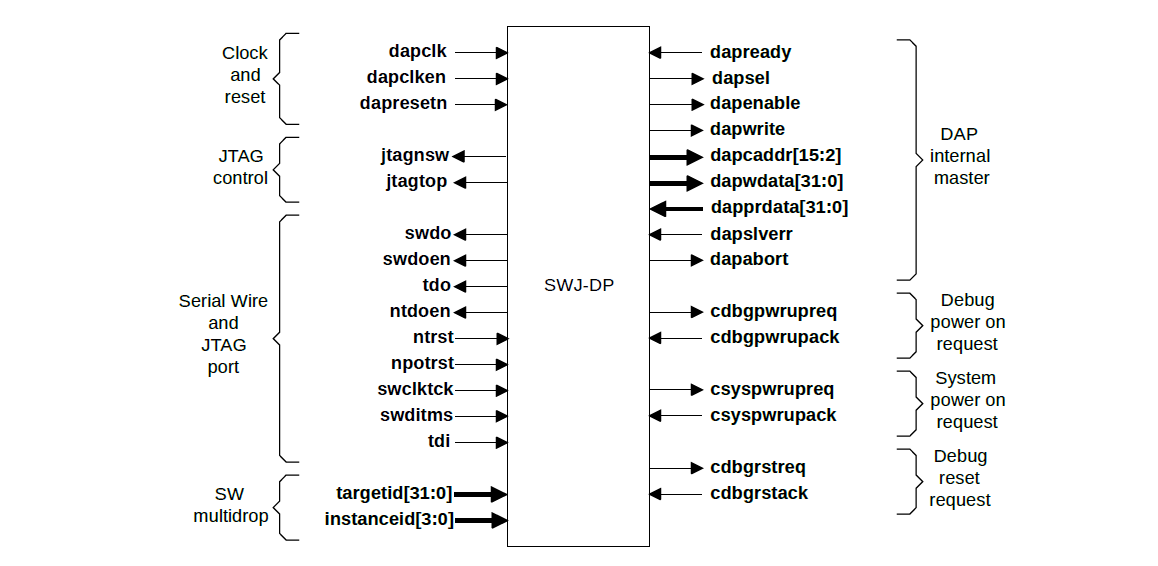 Clock
and
reset
dapclk
dapclken
dapresetn
JTAG
control
jtagnsw
jtagtop
Serial Wire
and
JTAG
port
swdo
swdoen
tdo
ntdoen
ntrst
npotrst
swclktck
swditms
tdi
SW
multidrop
targetid[31:0]
instanceid[3:0]
SWJ-DP
dapready
dapsel
dapenable
dapwrite
dapcaddr[15:2]
dapwdata[31:0]
dapprdata[31:0]
dapslverr
dapabort
DAP
internal
master
cdbgpwrupreq
cdbgpwrupack
Debug
power on
request
csyspwrupreq
csyspwrupack
System
power on
request
cdbgrstreq
cdbgrstack
Debug
reset
request